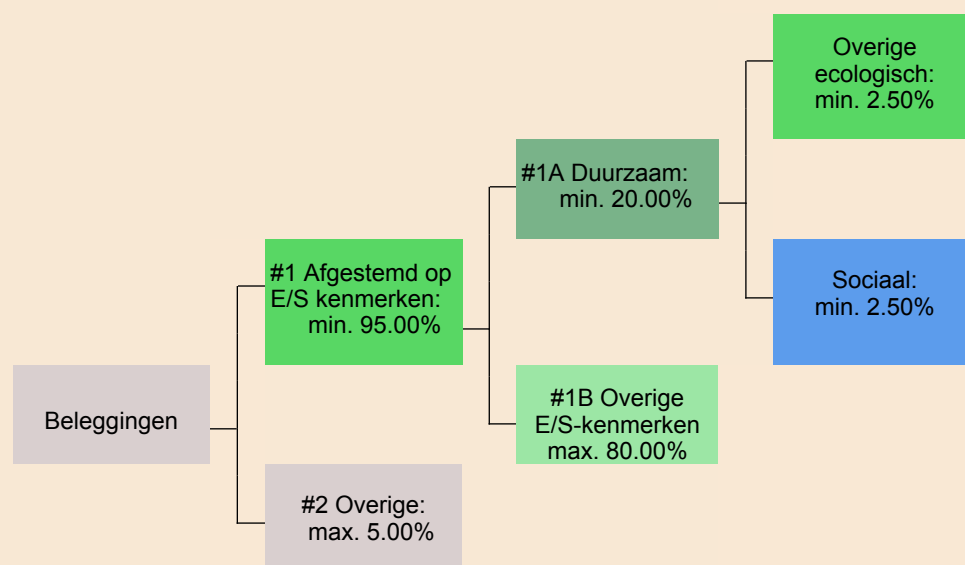 Beleggingen
#1 Afgestemd op
E/S kenmerken:
min. 95.00%
#2 Overige:
max. 5.00%
#1A Duurzaam:
min. 20.00%
#1B Overige
E/S-kenmerken
max. 80.00%
Overige
ecologisch:
min. 2.50%
Sociaal:
min. 2.50%